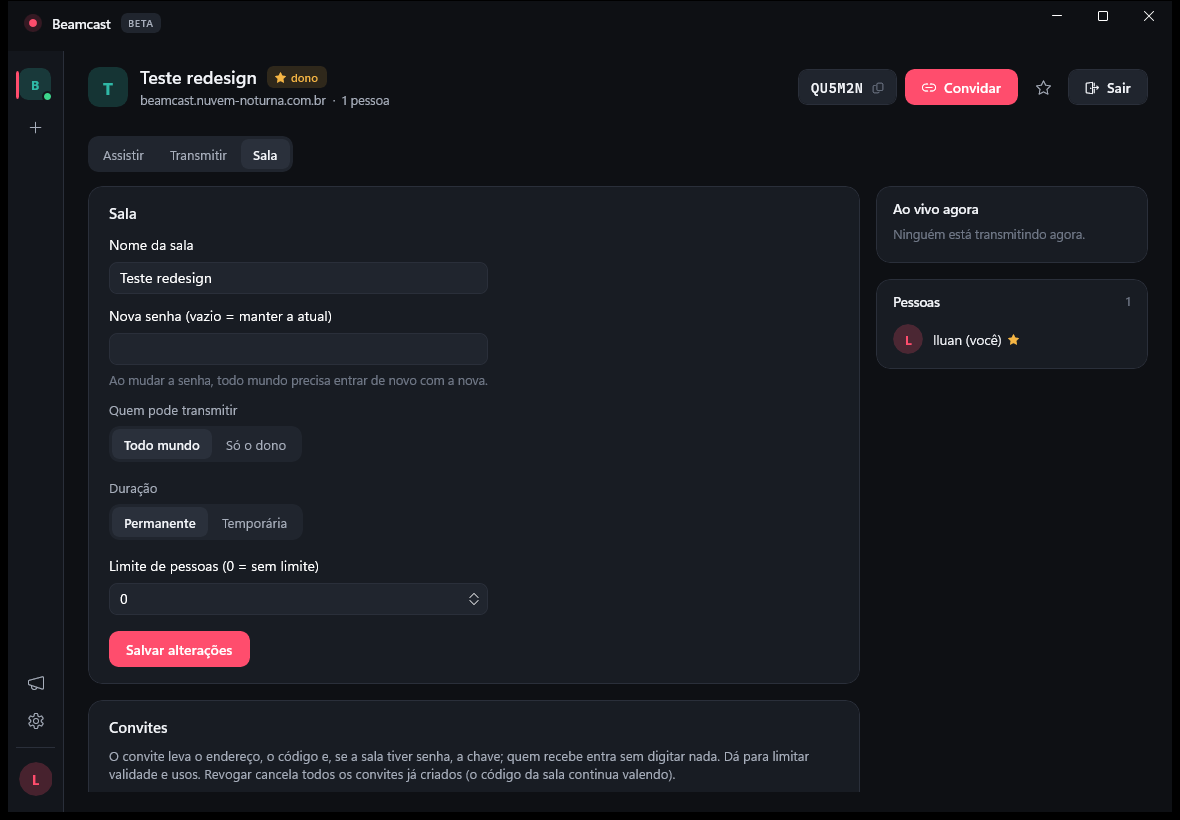 Beamcast BETA
B
T
Teste redesign
dono
beamcast.nuvem-noturna.com.br · 1 pessoa
QU5M2N
Convidar
Sair
Assistir
Transmitir
Sala
Sala
Nome da sala
Teste redesign
Nova senha (vazio = manter a atual)
Ao mudar a senha, todo mundo precisa entrar de novo com a nova.
Quem pode transmitir
Todo mundo
Só o dono
Duração
Permanente
Temporária
Limite de pessoas (0 = sem limite)
0
Salvar alterações
Convites
O convite leva o endereço, o código e, se a sala tiver senha, a chave; quem recebe entra sem digitar nada. Dá para limitar
validade e usos. Revogar cancela todos os convites já criados (o código da sala continua valendo).
Ao vivo agora
Ninguém está transmitindo agora.
Pessoas
1
L
lluan (você)
L